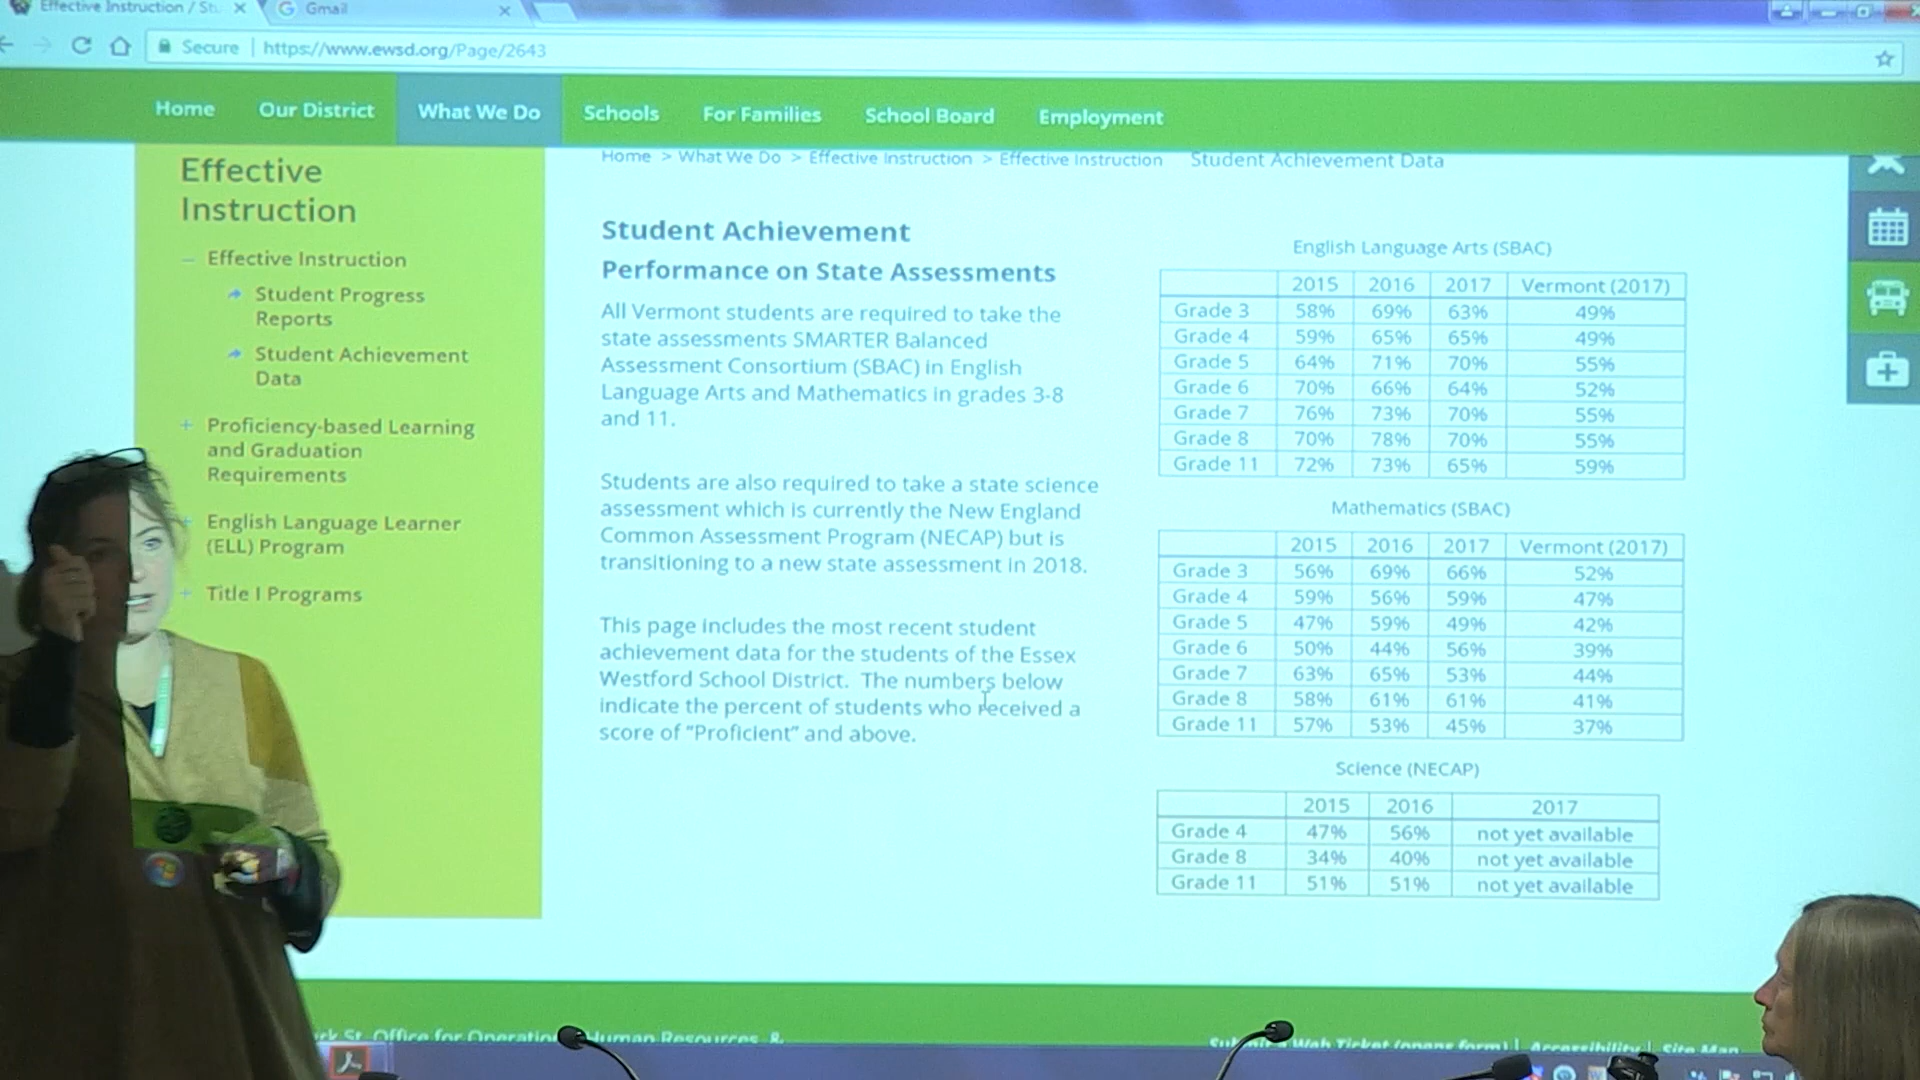 Effective Instruction / Stu
Gmail
Secure | https://www.ewsd.org/Page/2643
Home Our District What We Do Schools For Families School Board Employment
Home > What We Do > Effective Instruction > Effective Instruction Student Achievement Data
Effective
Instruction
– Effective Instruction
Student Progress
Reports
Student Achievement
Data
+ Proficiency-based Learning
and Graduation
Requirements
+ English Language Learner
(ELL) Program
+ Title I Programs
Student Achievement
Performance on State Assessments
All Vermont students are required to take the
state assessments SMARTER Balanced
Assessment Consortium (SBAC) in English
Language Arts and Mathematics in grades 3-8
and 11.
Students are also required to take a state science
assessment which is currently the New England
Common Assessment Program (NECAP) but is
transitioning to a new state assessment in 2018.
This page includes the most recent student
achievement data for the students of the Essex
Westford School District. The numbers below
indicate the percent of students who received a
score of "Proficient" and above.
English Language Arts (SBAC)
2015 2016 2017 Vermont (2017)
Grade 3 58% 69% 63% 49%
Grade 4 59% 65% 65% 49%
Grade 5 64% 71% 70% 55%
Grade 6 70% 66% 64% 52%
Grade 7 76% 73% 70% 55%
Grade 8 70% 78% 70% 55%
Grade 11 72% 73% 65% 59%
Mathematics (SBAC)
2015 2016 2017 Vermont (2017)
Grade 3 56% 69% 66% 52%
Grade 4 59% 56% 59% 47%
Grade 5 47% 59% 49% 42%
Grade 6 50% 44% 56% 39%
Grade 7 63% 65% 53% 44%
Grade 8 58% 61% 61% 41%
Grade 11 57% 53% 45% 37%
Science (NECAP)
2015 2016 2017
Grade 4 47% 56% not yet available
Grade 8 34% 40% not yet available
Grade 11 51% 51% not yet available
St. Office for Human Resources &
Web Ticket (opens form) | Accessibility | Site Map